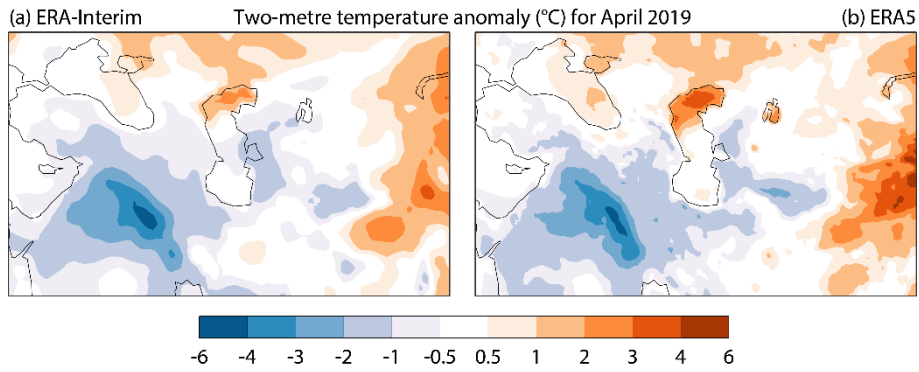 (a) ERA-Interim Two-metre temperature anomaly (°C) for April 2019 (b) ERA5
-6 -4 -3 -2 -1 -0.5 0.5 1 2 3 4 6